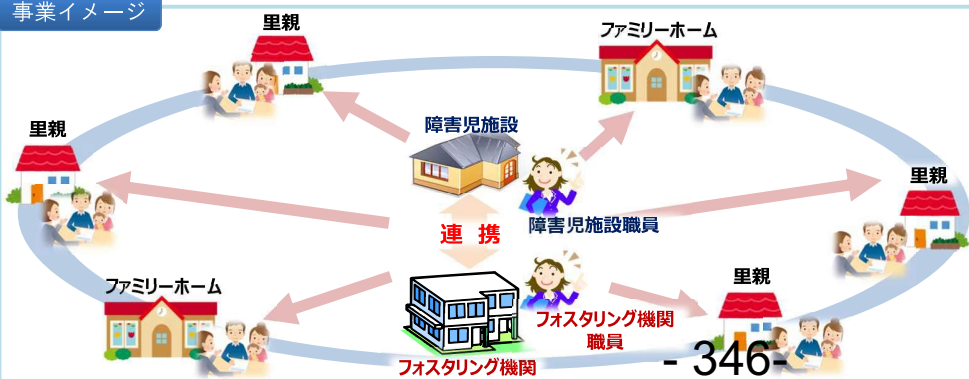 事業イメージ
里親
ファミリーホーム
障害児施設
里親
里親
障害児施設職員
連 携
里親
ファミリーホーム
フォスタリング機関
職員
フォスタリング機関
- 346-